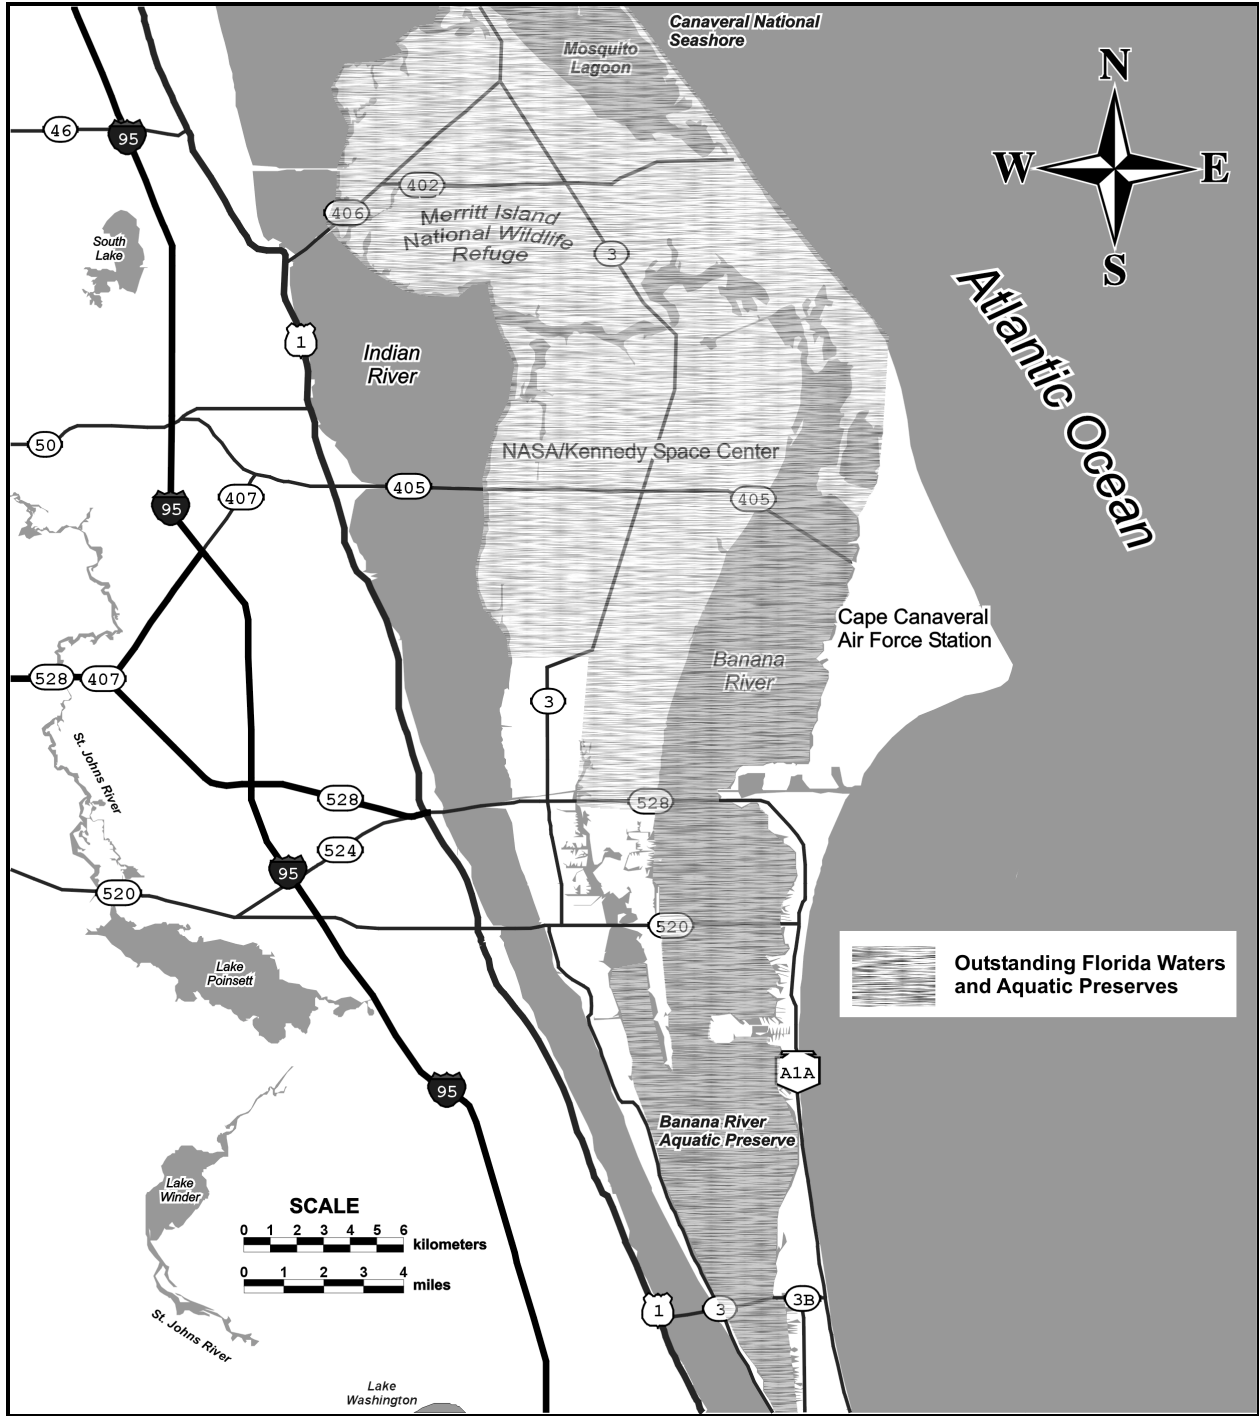 Canaveral National
Seashore
Mosquito
Lagoon
N
W
E
S
46
95
402
406
Merritt Island
National Wildlife
Refuge
3
South
Lake
Atlantic Ocean
1
Indian
River
50
NASA/Kennedy Space Center
405
407
405
95
Cape Canaveral
Air Force Station
Banana
River
528
407
3
St. Johns River
528
528
524
95
520
520
Lake
Poinsett
Outstanding Florida Waters
and Aquatic Preserves
A1A
95
Banana River
Aquatic Preserve
Lake
Winder
SCALE
0 1 2 3 4 5 6
kilometers
0 1 2 3 4
miles
1
3
3B
St. Johns River
Lake
Washington